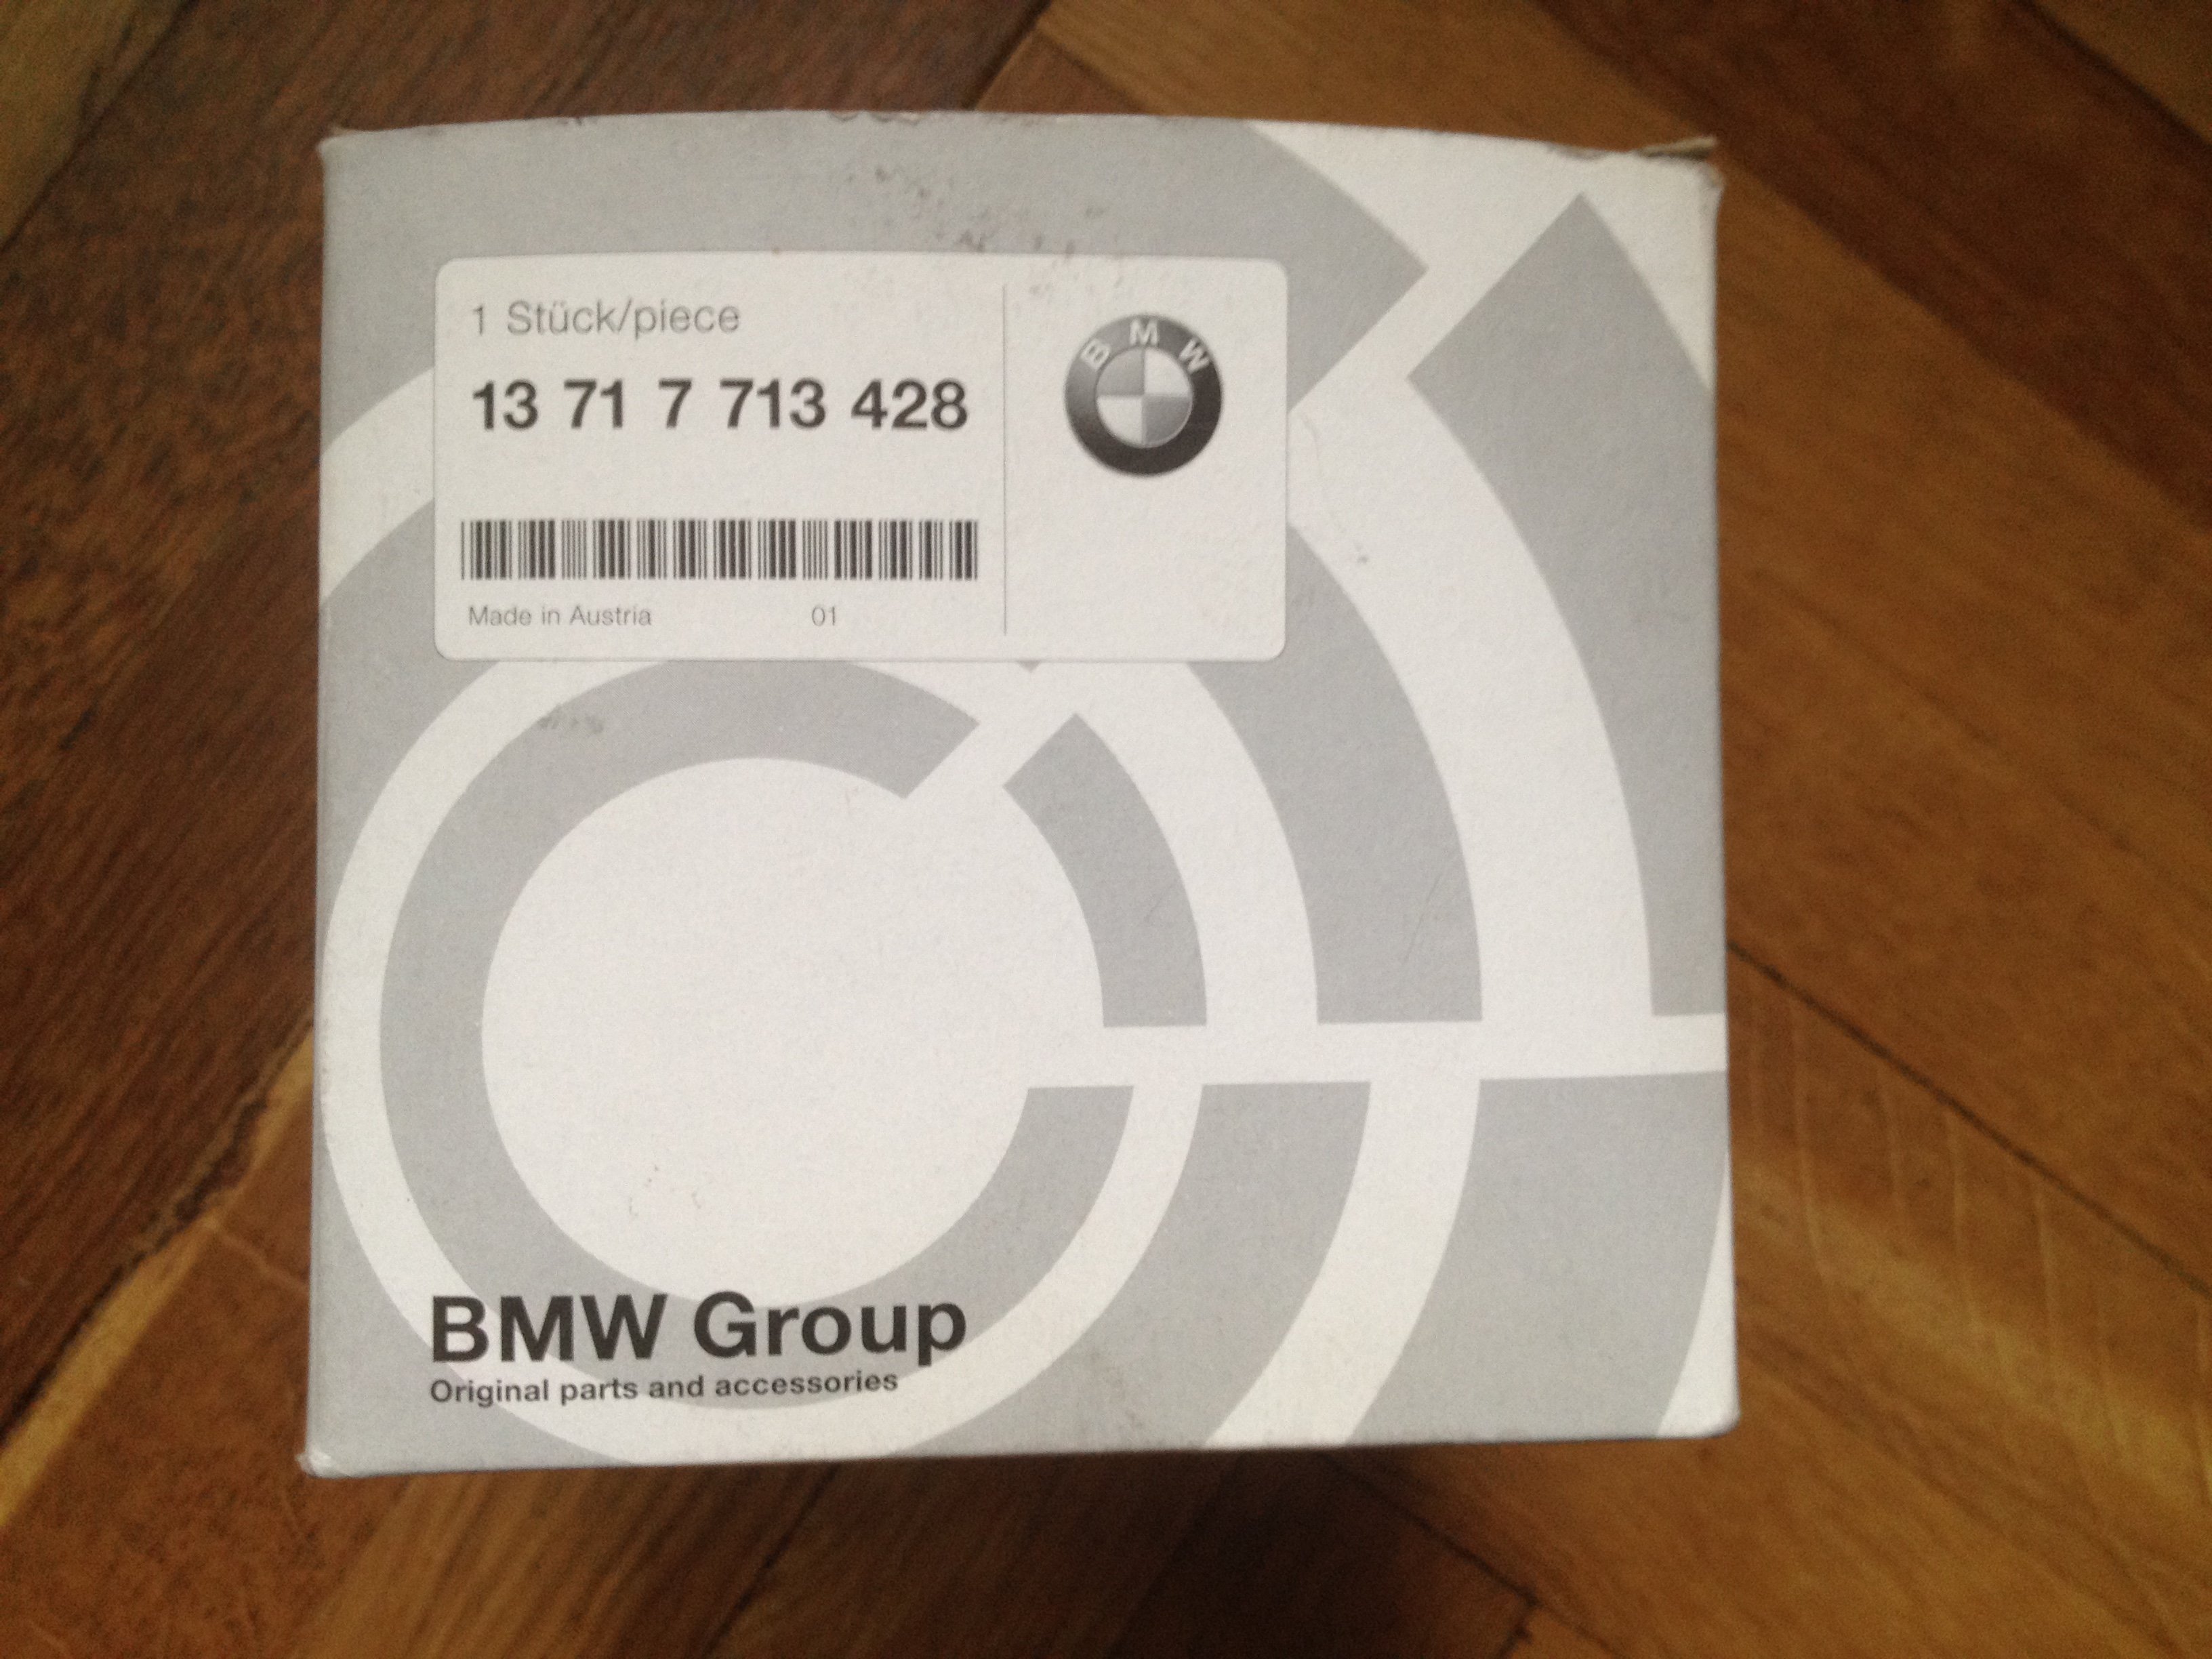 1 Stück/piece
13 71 7 713 428
BMW
Made in Austria 01
BMW Group
Original parts and accessories